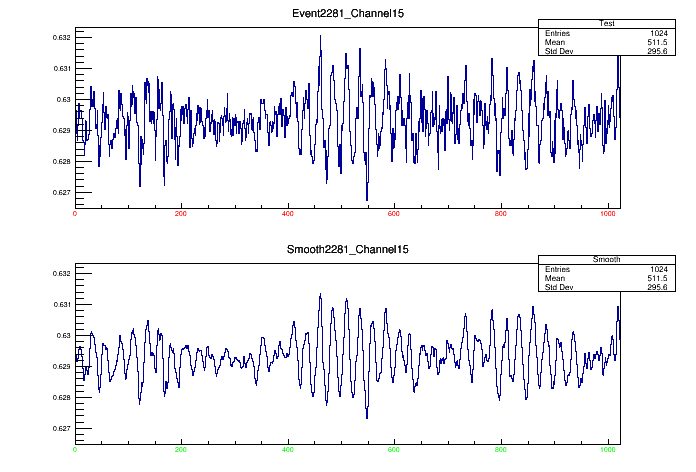 Event2281_Channel15
Test
Entries 1024
Mean 511.5
Std Dev 295.6
0.632
0.631
0.63
0.629
0.628
0.627
0 200 400 600 800 1000
Smooth2281_Channel15
Smooth
Entries 1024
Mean 511.5
Std Dev 295.6
0.632
0.631
0.63
0.629
0.628
0.627
0 200 400 600 800 1000